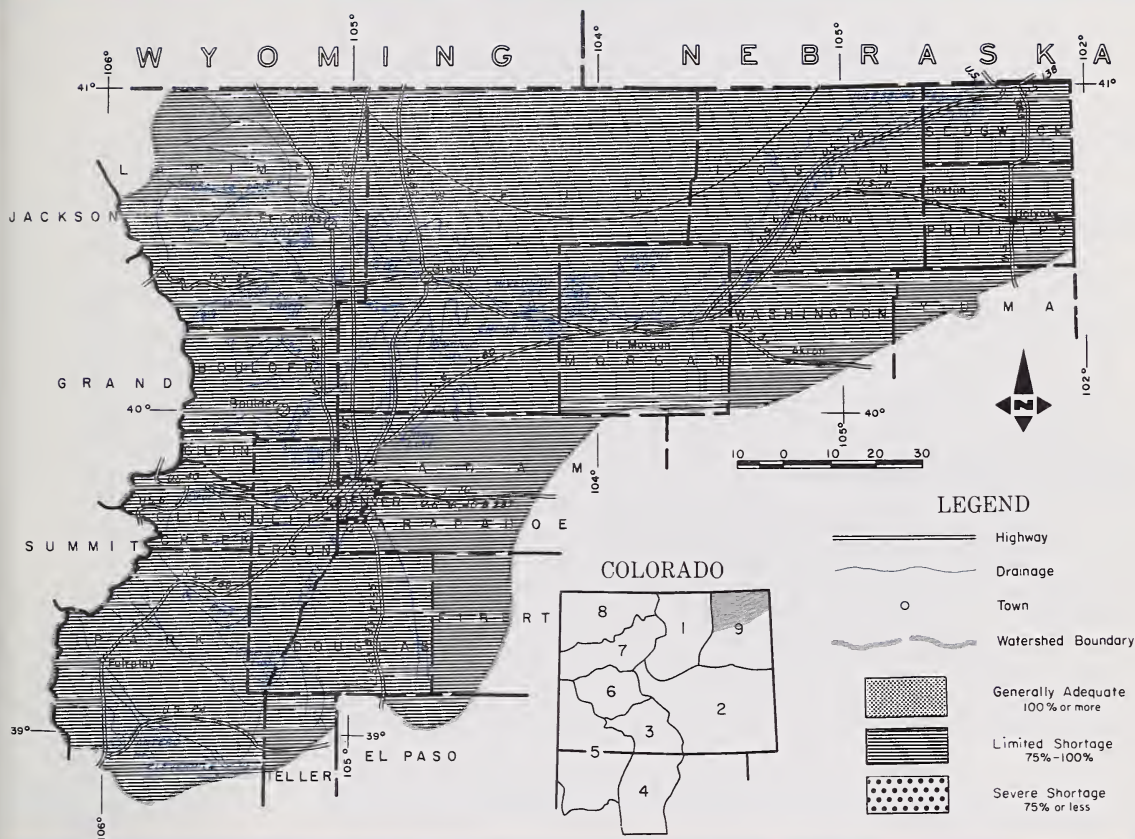 WYOMING NEBRASKA
106° 105° 104° 105° 102°
41° 41°
U.S. 138
SEDGWICK
LARIMER
WELD
LOGAN
JACKSON
Ft. Collins
Haxtun
Sterling
Holyoke
PHILLIPS
Greeley
WASHINGTON
YUMA
Ft. Morgan
MORGAN
Akron
BOULDER
GRAND
Boulder
40° 40°
105° 102°
GILPIN
ADAM
104°
10 0 10 20 30
N
DENVER
CLEAR CREEK
JEFFERSON
ARAPAHOE
SUMMIT
ELBERT
PARK
DOUGLAS
Fairplay
39° 39°
105°
EL PASO
TELLER
106°
COLORADO
8
1
9
7
6
2
3
5
4
LEGEND
Highway
Drainage
Town
Watershed Boundary
Generally Adequate
100% or more
Limited Shortage
75%-100%
Severe Shortage
75% or less